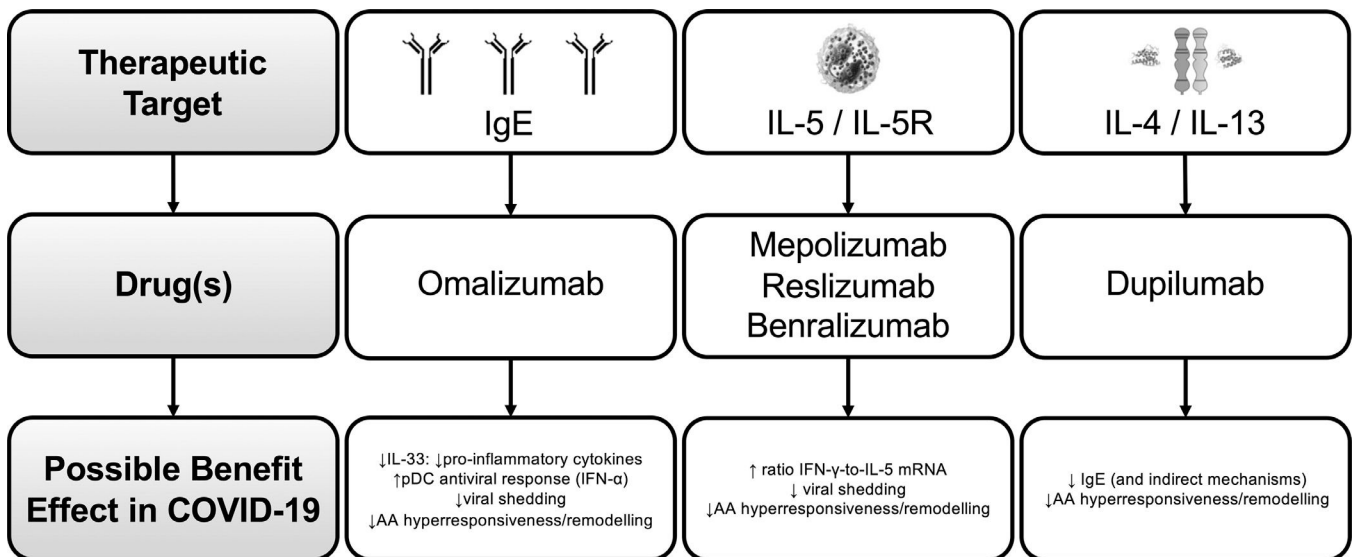 Therapeutic
Target
IgE
IL-5 / IL-5R
IL-4 / IL-13
Drug(s)
Omalizumab
Mepolizumab
Reslizumab
Benralizumab
Dupilumab
Possible Benefit
Effect in COVID-19
↓IL-33: ↓pro-inflammatory cytokines
↑pDC antiviral response (IFN-α)
↓viral shedding
↓AA hyperresponsiveness/remodelling
↑ ratio IFN-γ-to-IL-5 mRNA
↓ viral shedding
↓AA hyperresponsiveness/remodelling
↓ IgE (and indirect mechanisms)
↓AA hyperresponsiveness/remodelling